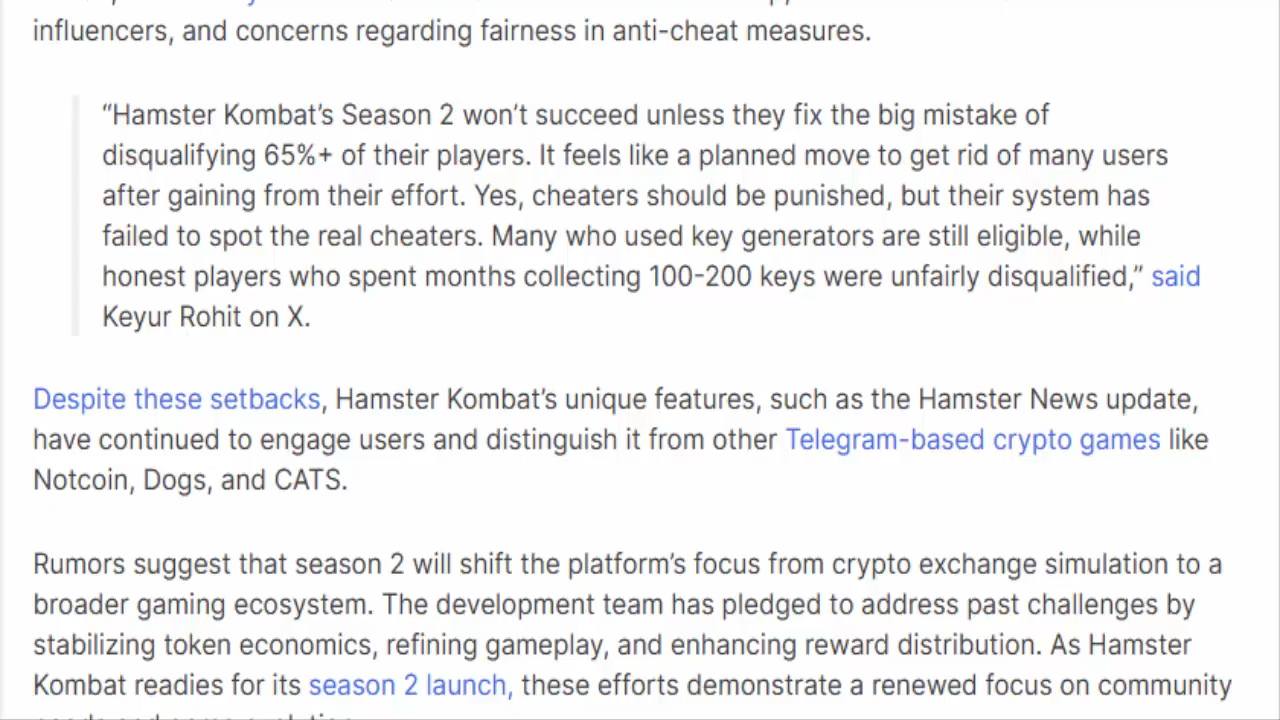 influencers, and concerns regarding fairness in anti-cheat measures.
“Hamster Kombat’s Season 2 won’t succeed unless they fix the big mistake of
disqualifying 65%+ of their players. It feels like a planned move to get rid of many users
after gaining from their effort. Yes, cheaters should be punished, but their system has
failed to spot the real cheaters. Many who used key generators are still eligible, while
honest players who spent months collecting 100-200 keys were unfairly disqualified,” said
Keyur Rohit on X.
Despite these setbacks, Hamster Kombat’s unique features, such as the Hamster News update,
have continued to engage users and distinguish it from other Telegram-based crypto games like
Notcoin, Dogs, and CATS.
Rumors suggest that season 2 will shift the platform’s focus from crypto exchange simulation to a
broader gaming ecosystem. The development team has pledged to address past challenges by
stabilizing token economics, refining gameplay, and enhancing reward distribution. As Hamster
Kombat readies for its season 2 launch, these efforts demonstrate a renewed focus on community